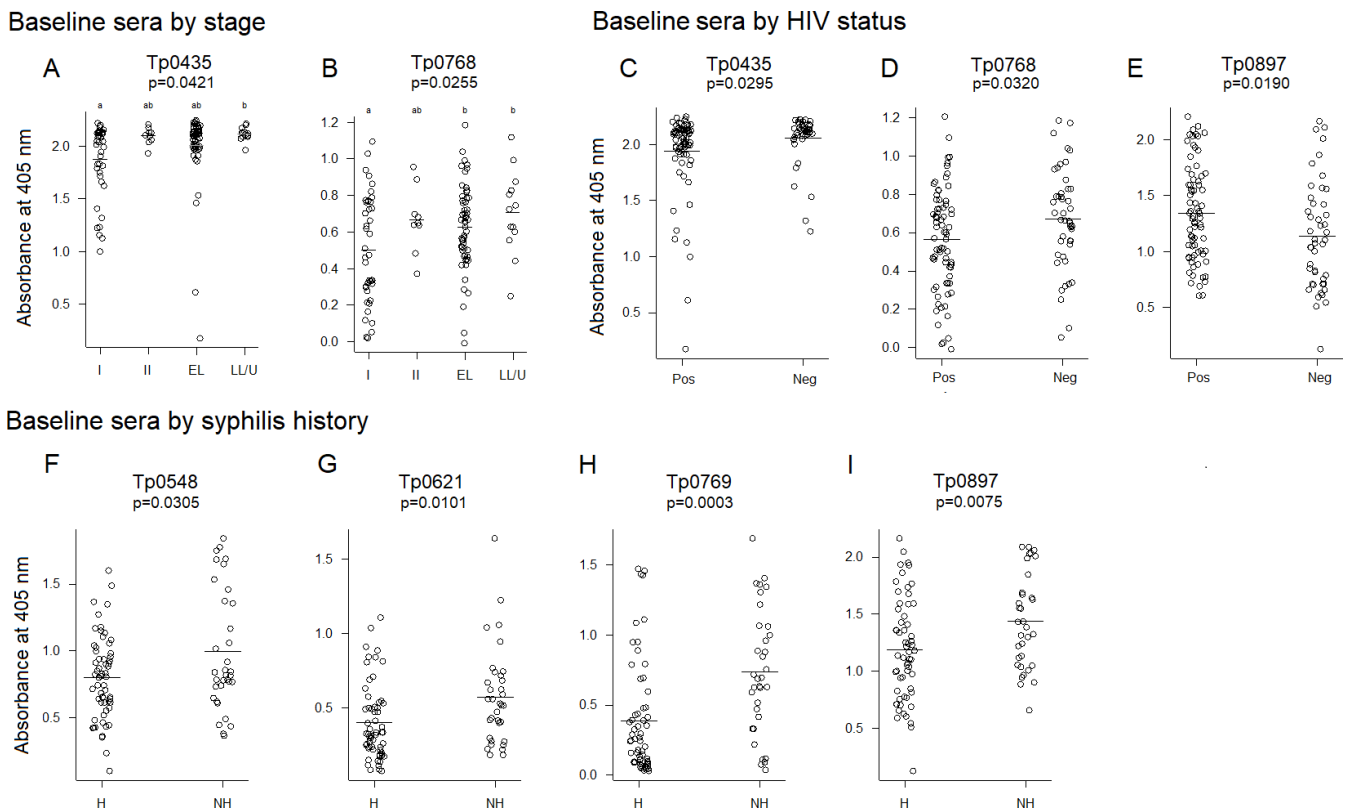 Baseline sera by stage
Baseline sera by HIV status
A
Tp0435
p=0.0421
B
Tp0768
p=0.0255
C
Tp0435
p=0.0295
D
Tp0768
p=0.0320
E
Tp0897
p=0.0190
Absorbance at 405 nm
a ab ab b
2.0
1.5
1.0
0.5
I II EL LL/U
a ab b b
1.2
1.0
0.8
0.6
0.4
0.2
0.0
I II EL LL/U
Absorbance at 405 nm
2.0
1.5
1.0
0.5
Pos Neg
1.2
1.0
0.8
0.6
0.4
0.2
0.0
Pos Neg
2.0
1.5
1.0
0.5
Pos Neg
Baseline sera by syphilis history
F
Tp0548
p=0.0305
G
Tp0621
p=0.0101
H
Tp0769
p=0.0003
I
Tp0897
p=0.0075
Absorbance at 405 nm
1.5
1.0
0.5
H NH
1.5
1.0
0.5
H NH
1.5
1.0
0.5
0.0
H NH
2.0
1.5
1.0
0.5
H NH